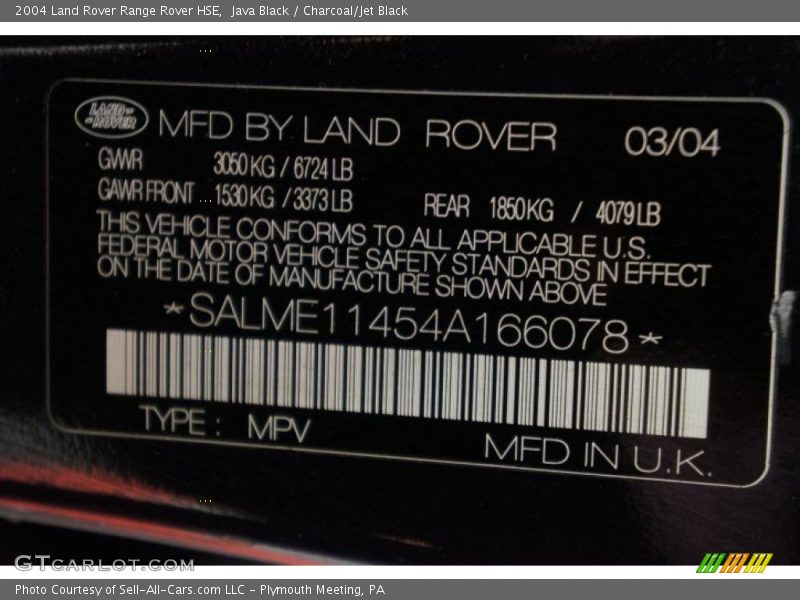 2004 Land Rover Range Rover HSE, Java Black / Charcoal/Jet Black
LAND-
-ROVER
MFD BY LAND ROVER 03/04
GWR 3050 KG / 6724 LB
GAWR FRONT 1530 KG / 3373 LB REAR 1850 KG / 4079 LB
THIS VEHICLE CONFORMS TO ALL APPLICABLE U.S.
FEDERAL MOTOR VEHICLE SAFETY STANDARDS IN EFFECT
ON THE DATE OF MANUFACTURE SHOWN ABOVE
*SALME11454A166078*
TYPE : MPV
MFD IN U.K.
GTCARLOT.COM
Photo Courtesy of Sell-All-Cars.com LLC - Plymouth Meeting, PA